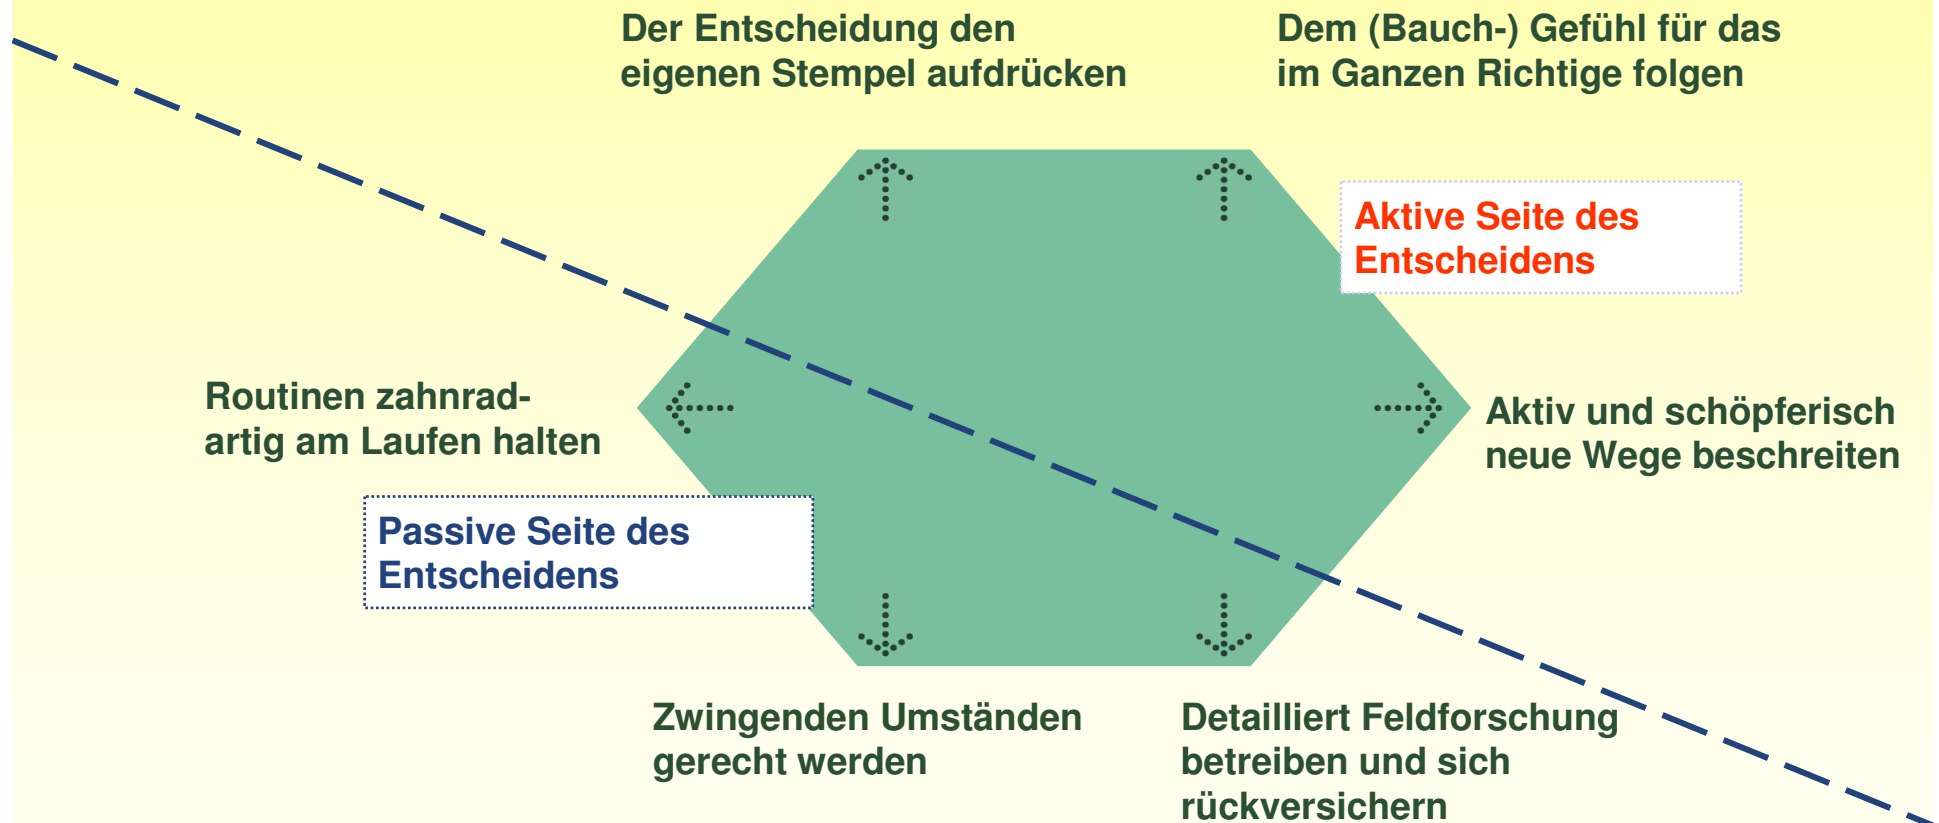 Der Entscheidung den
eigenen Stempel aufdrücken
Dem (Bauch-) Gefühl für das
im Ganzen Richtige folgen
Aktive Seite des
Entscheidens
Routinen zahnrad-
artig am Laufen halten
Aktiv und schöpferisch
neue Wege beschreiten
Passive Seite des
Entscheidens
Zwingenden Umständen
gerecht werden
Detailliert Feldforschung
betreiben und sich
rückversichern